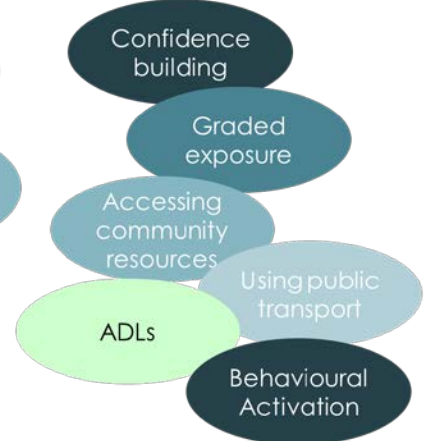 Confidence
building
Graded
exposure
Accessing
community
resources
Using public
transport
ADLs
Behavioural
Activation